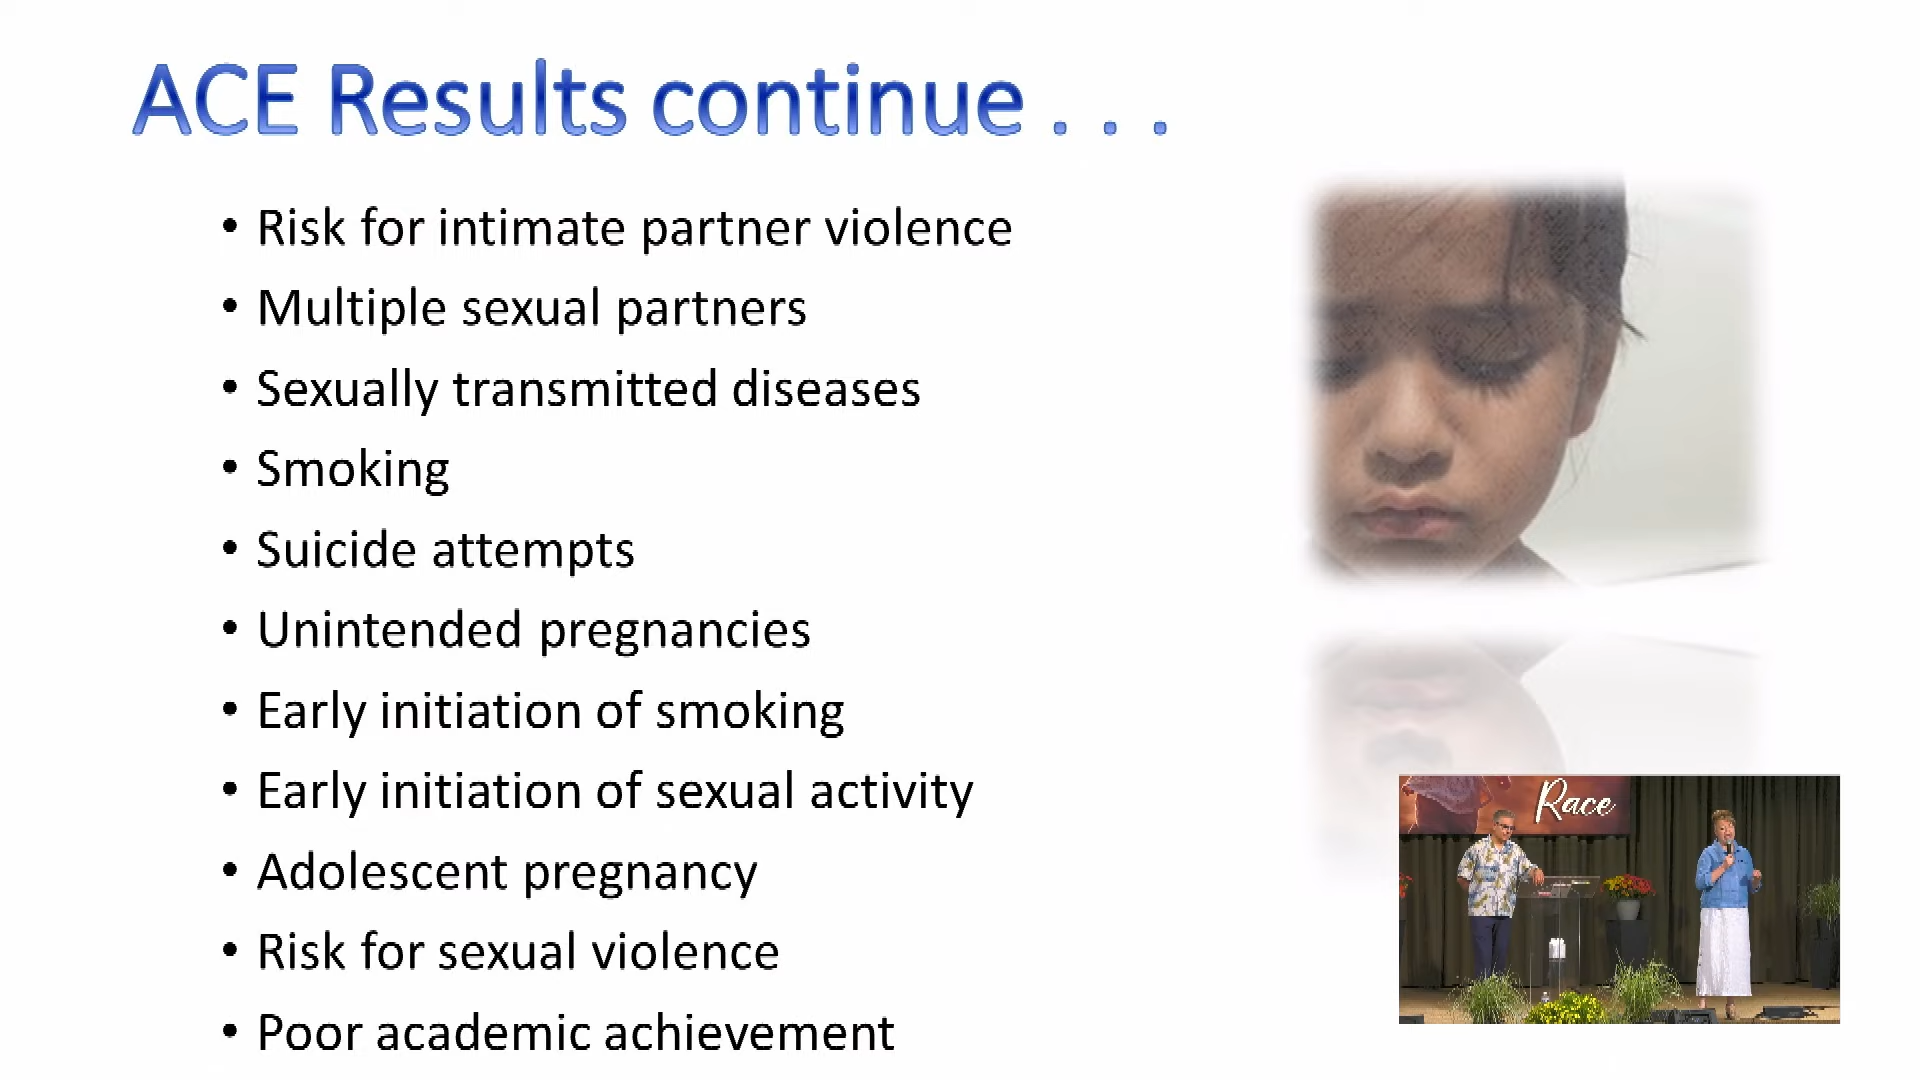 ACE Results continue . . .
• Risk for intimate partner violence
• Multiple sexual partners
• Sexually transmitted diseases
• Smoking
• Suicide attempts
• Unintended pregnancies
• Early initiation of smoking
• Early initiation of sexual activity
• Adolescent pregnancy
• Risk for sexual violence
• Poor academic achievement
Race